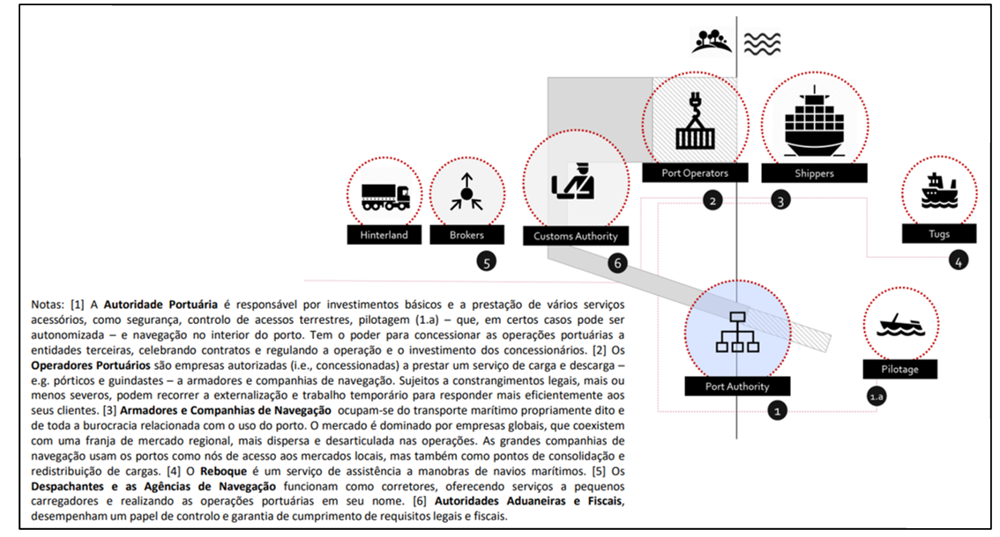 Port Operators
Shippers
2
3
Hinterland
Brokers
Customs Authority
Tugs
5
6
4
Notas: [1] A Autoridade Portuária é responsável por investimentos básicos e a prestação de vários serviços
acessórios, como segurança, controlo de acessos terrestres, pilotagem (1.a) – que, em certos casos pode ser
autonomizada – e navegação no interior do porto. Tem o poder para concessionar as operações portuárias a
entidades terceiras, celebrando contratos e regulando a operação e o investimento dos concessionários. [2] Os
Operadores Portuários são empresas autorizadas (i.e., concessionadas) a prestar um serviço de carga e descarga –
e.g. pórticos e guindastes – a armadores e companhias de navegação. Sujeitos a constrangimentos legais, mais ou
menos severos, podem recorrer a externalização e trabalho temporário para responder mais eficientemente aos
seus clientes. [3] Armadores e Companhias de Navegação ocupam-se do transporte marítimo propriamente dito e
de toda a burocracia relacionada com o uso do porto. O mercado é dominado por empresas globais, que coexistem
com uma franja de mercado regional, mais dispersa e desarticulada nas operações. As grandes companhias de
navegação usam os portos como nós de acesso aos mercados locais, mas também como pontos de consolidação e
redistribuição de cargas. [4] O Reboque é um serviço de assistência a manobras de navios marítimos. [5] Os
Despachantes e as Agências de Navegação funcionam como corretores, oferecendo serviços a pequenos
carregadores e realizando as operações portuárias em seu nome. [6] Autoridades Aduaneiras e Fiscais,
desempenham um papel de controlo e garantia de cumprimento de requisitos legais e fiscais.
Port Authority
1
Pilotage
1.a